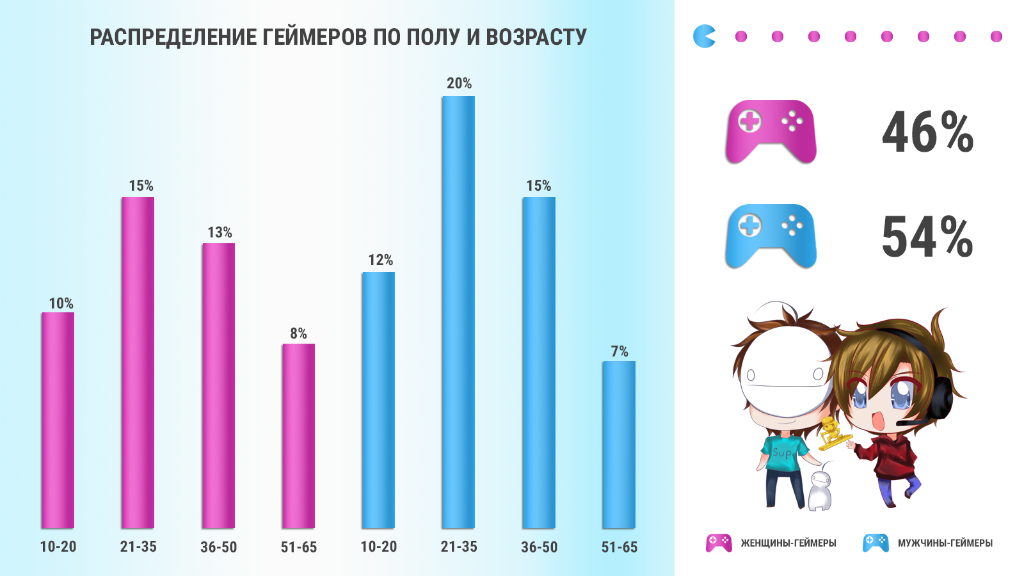 РАСПРЕДЕЛЕНИЕ ГЕЙМЕРОВ ПО ПОЛУ И ВОЗРАСТУ
20%
15%
15%
13%
12%
10%
8%
7%
10-20 21-35 36-50 51-65 10-20 21-35 36-50 51-65
46%
54%
Supe
ЖЕНЩИНЫ-ГЕЙМЕРЫ МУЖЧИНЫ-ГЕЙМЕРЫ